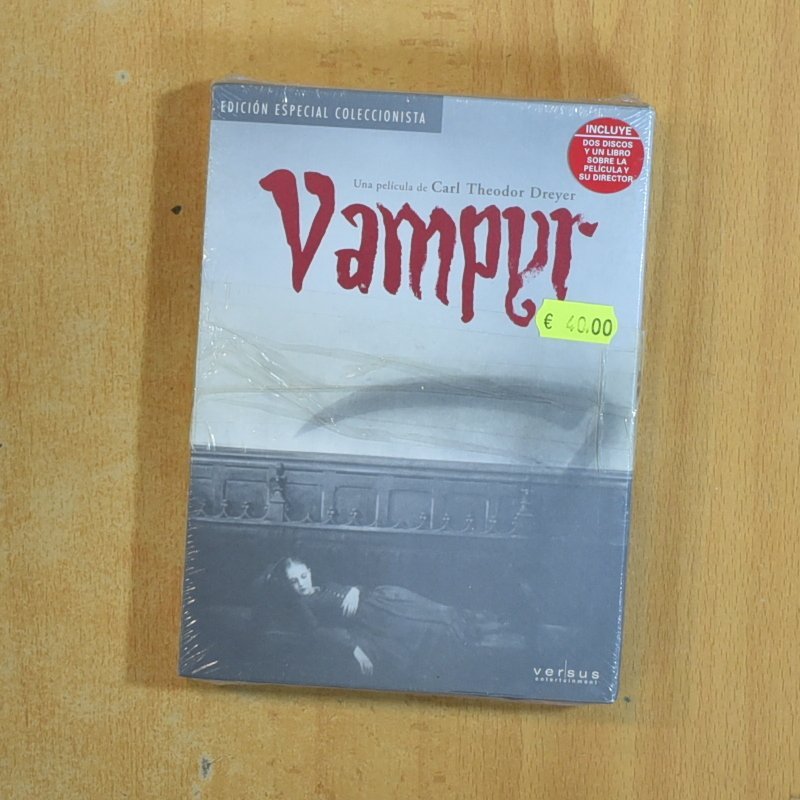 EDICIÓN ESPECIAL COLECCIONISTA
INCLUYE
DOS DISCOS
Y UN LIBRO
SOBRE LA
PELÍCULA Y
SU DIRECTOR
Una película de Carl Theodor Dreyer
Vampyr
€ 40.00
versus
entertainment